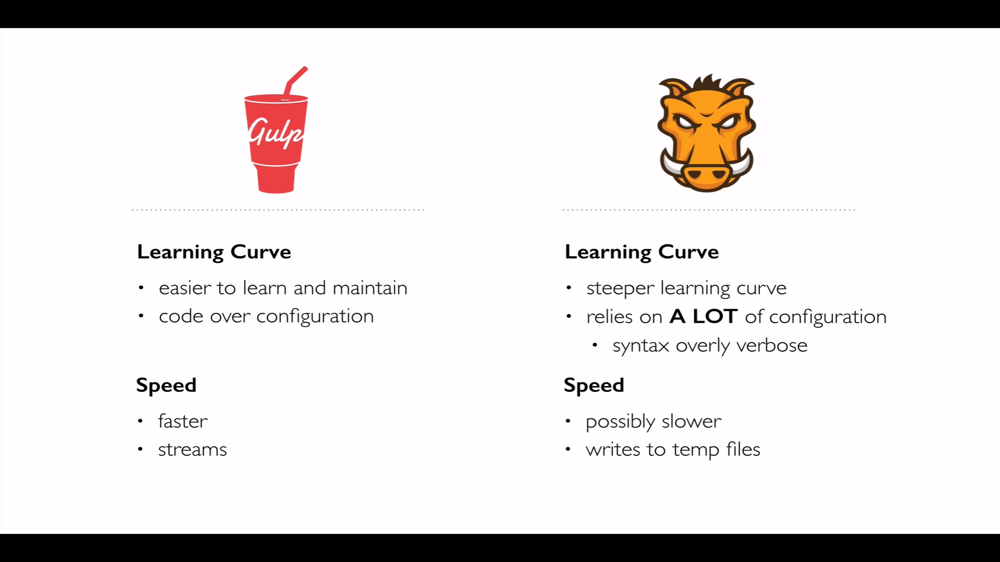 Gulp
Learning Curve
• easier to learn and maintain
• code over configuration
Speed
• faster
• streams
Learning Curve
• steeper learning curve
• relies on A LOT of configuration
• syntax overly verbose
Speed
• possibly slower
• writes to temp files